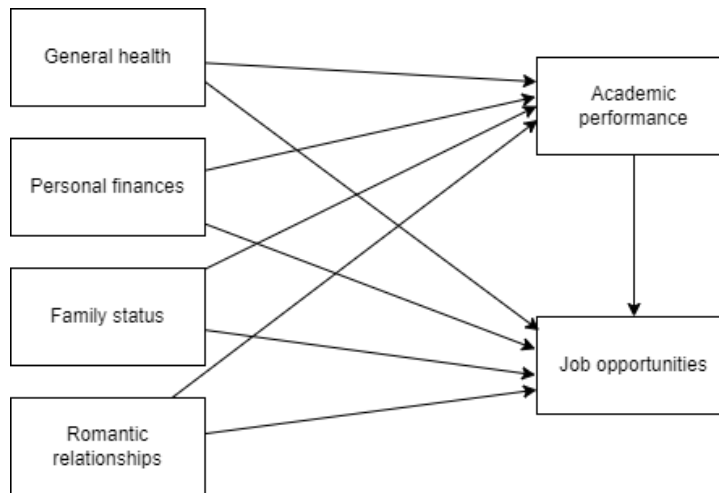 General health
Academic
performance
Personal finances
Family status
Job opportunities
Romantic
relationships